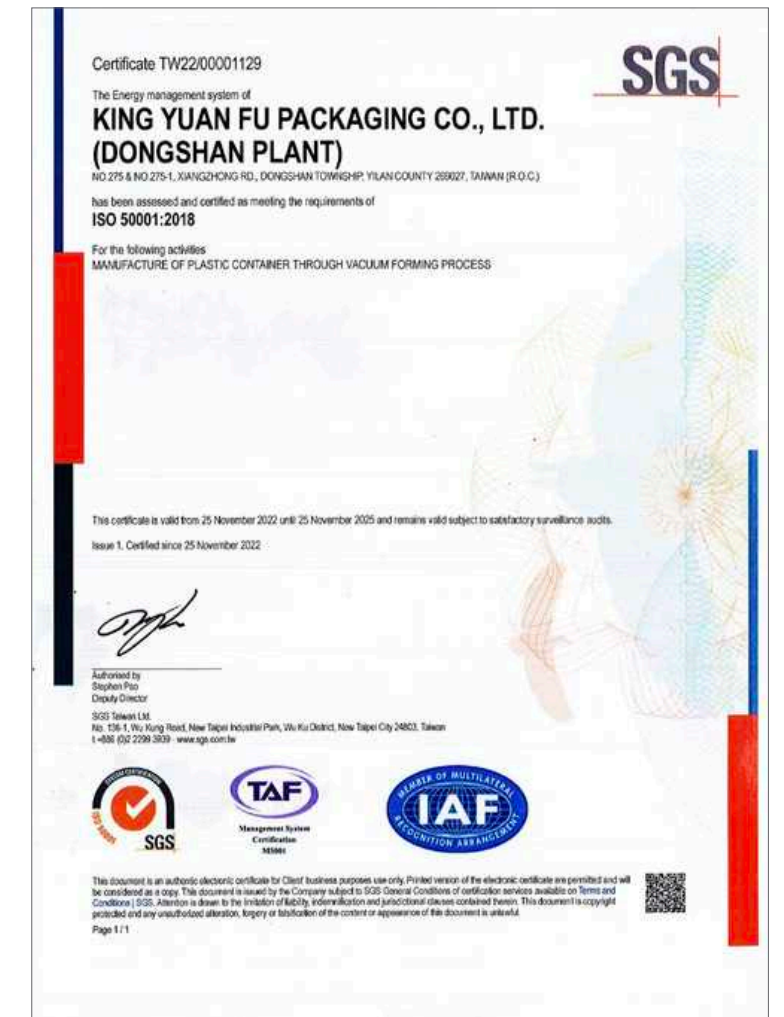 Certificate TW22/00001129
SGS
The Energy management system of
KING YUAN FU PACKAGING CO., LTD.
(DONGSHAN PLANT)
NO.275 & NO.275-1, XIANGZHONG RD., DONGSHAN TOWNSHIP, YILAN COUNTY 269027, TAIWAN (R.O.C.)
has been assessed and certified as meeting the requirements of
ISO 50001:2018
For the following activities
MANUFACTURE OF PLASTIC CONTAINER THROUGH VACUUM FORMING PROCESS
This certificate is valid from 25 November 2022 until 25 November 2025 and remains valid subject to satisfactory surveillance audits.
Issue 1. Certified since 25 November 2022
Authorised by
Stephen Pao
Deputy Director
SGS Taiwan Ltd.
No. 136-1, Wu Kung Road, New Taipei Industrial Park, Wu Ku District, New Taipei City 24803, Taiwan
t +886 (0)2 2299 3939 - www.sgs.com.tw
SYSTEM CERTIFICATION
ISO 50001
SGS
TAF
Management System
Certification
MS001
MEMBER OF MULTILATERAL
IAF
RECOGNITION ARRANGEMENT
This document is an authentic electronic certificate for Client' business purposes use only. Printed version of the electronic certificate are permitted and will
be considered as a copy. This document is issued by the Company subject to SGS General Conditions of certification services available on Terms and
Conditions | SGS. Attention is drawn to the limitation of liability, indemnification and jurisdictional clauses contained therein. This document is copyright
protected and any unauthorized alteration, forgery or falsification of the content or appearance of this document is unlawful.
Page 1 / 1